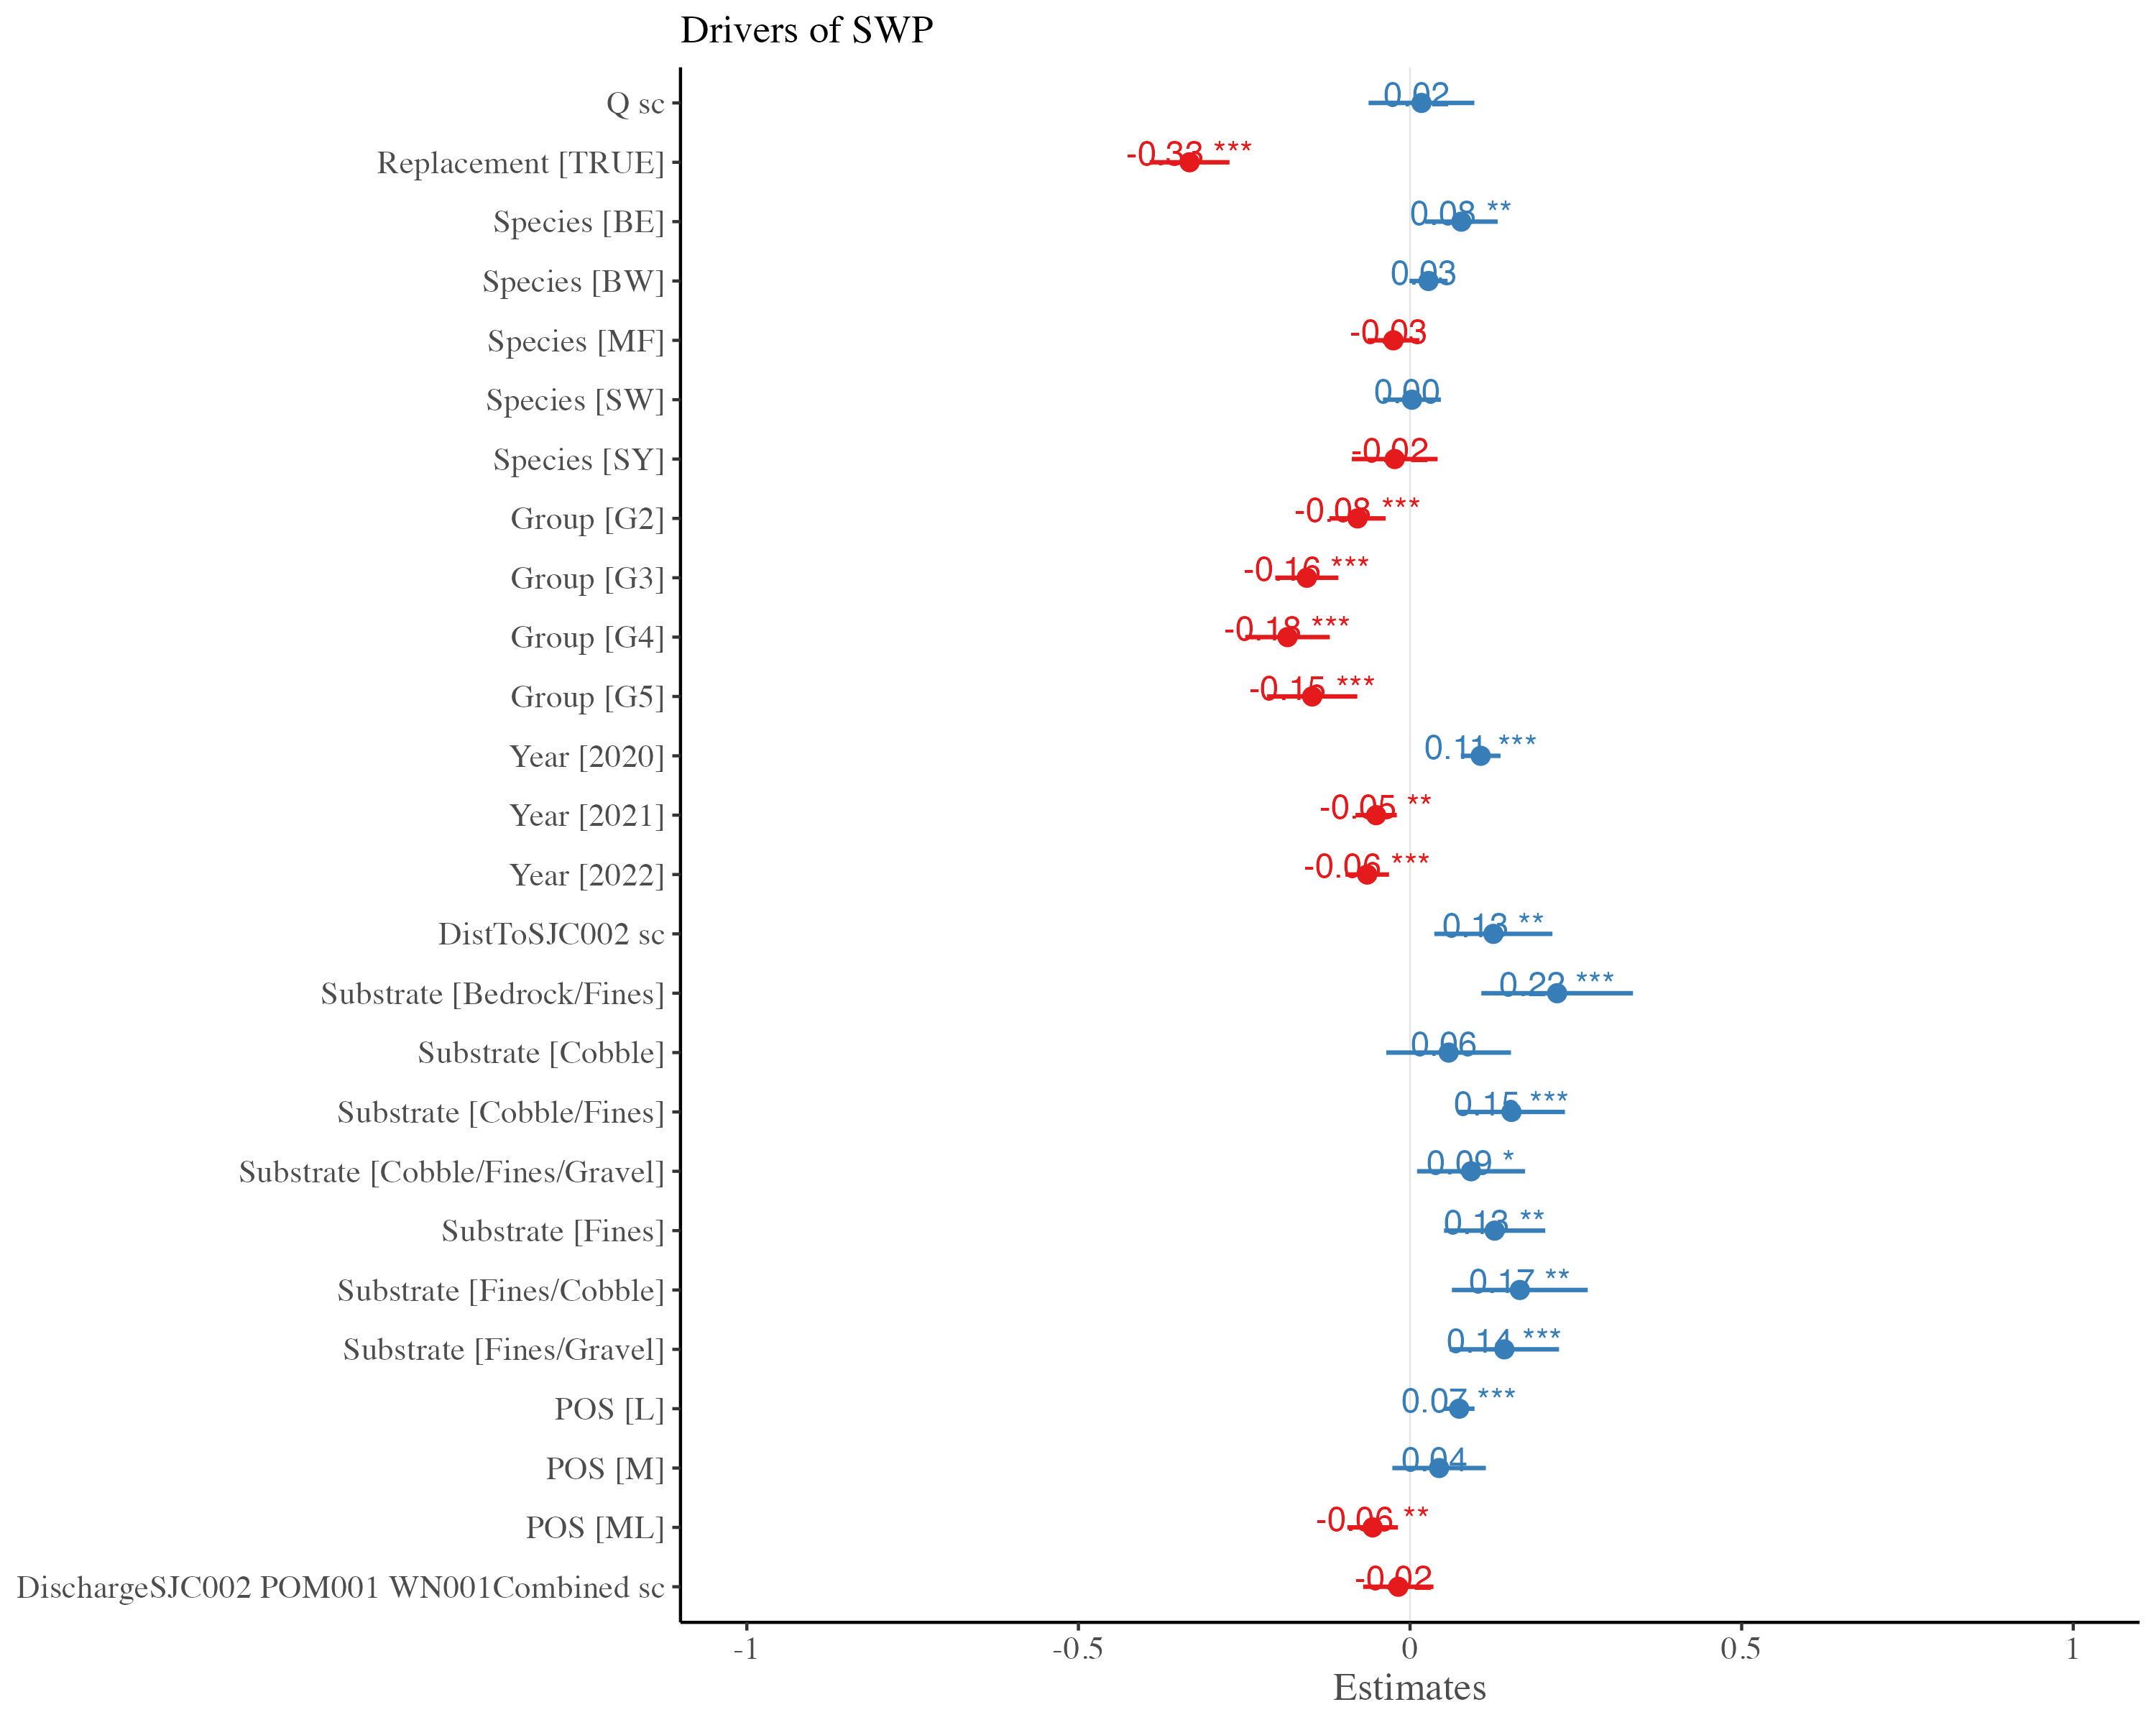 Drivers of SWP
Q sc 0.02
Replacement [TRUE] -0.33 ***
Species [BE] 0.08 **
Species [BW] 0.03
Species [MF] -0.03
Species [SW] 0.00
Species [SY] -0.02
Group [G2] -0.08 ***
Group [G3] -0.16 ***
Group [G4] -0.18 ***
Group [G5] -0.15 ***
Year [2020] 0.11 ***
Year [2021] -0.05 **
Year [2022] -0.06 ***
DistToSJC002 sc 0.13 **
Substrate [Bedrock/Fines] 0.22 ***
Substrate [Cobble] 0.06
Substrate [Cobble/Fines] 0.15 ***
Substrate [Cobble/Fines/Gravel] 0.09 *
Substrate [Fines] 0.13 **
Substrate [Fines/Cobble] 0.17 **
Substrate [Fines/Gravel] 0.14 ***
POS [L] 0.07 ***
POS [M] 0.04
POS [ML] -0.06 **
DischargeSJC002 POM001 WN001Combined sc -0.02
-1 -0.5 0 0.5 1
Estimates